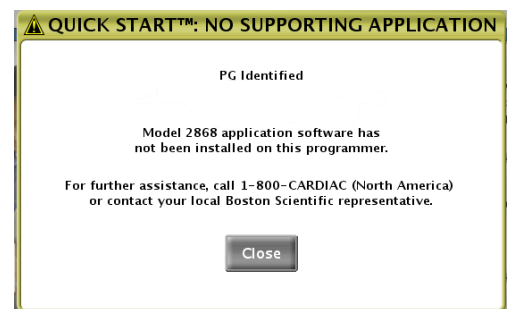 QUICK START™: NO SUPPORTING APPLICATION
PG Identified
Model 2868 application software has
not been installed on this programmer.
For further assistance, call 1-800-CARDIAC (North America)
or contact your local Boston Scientific representative.
Close